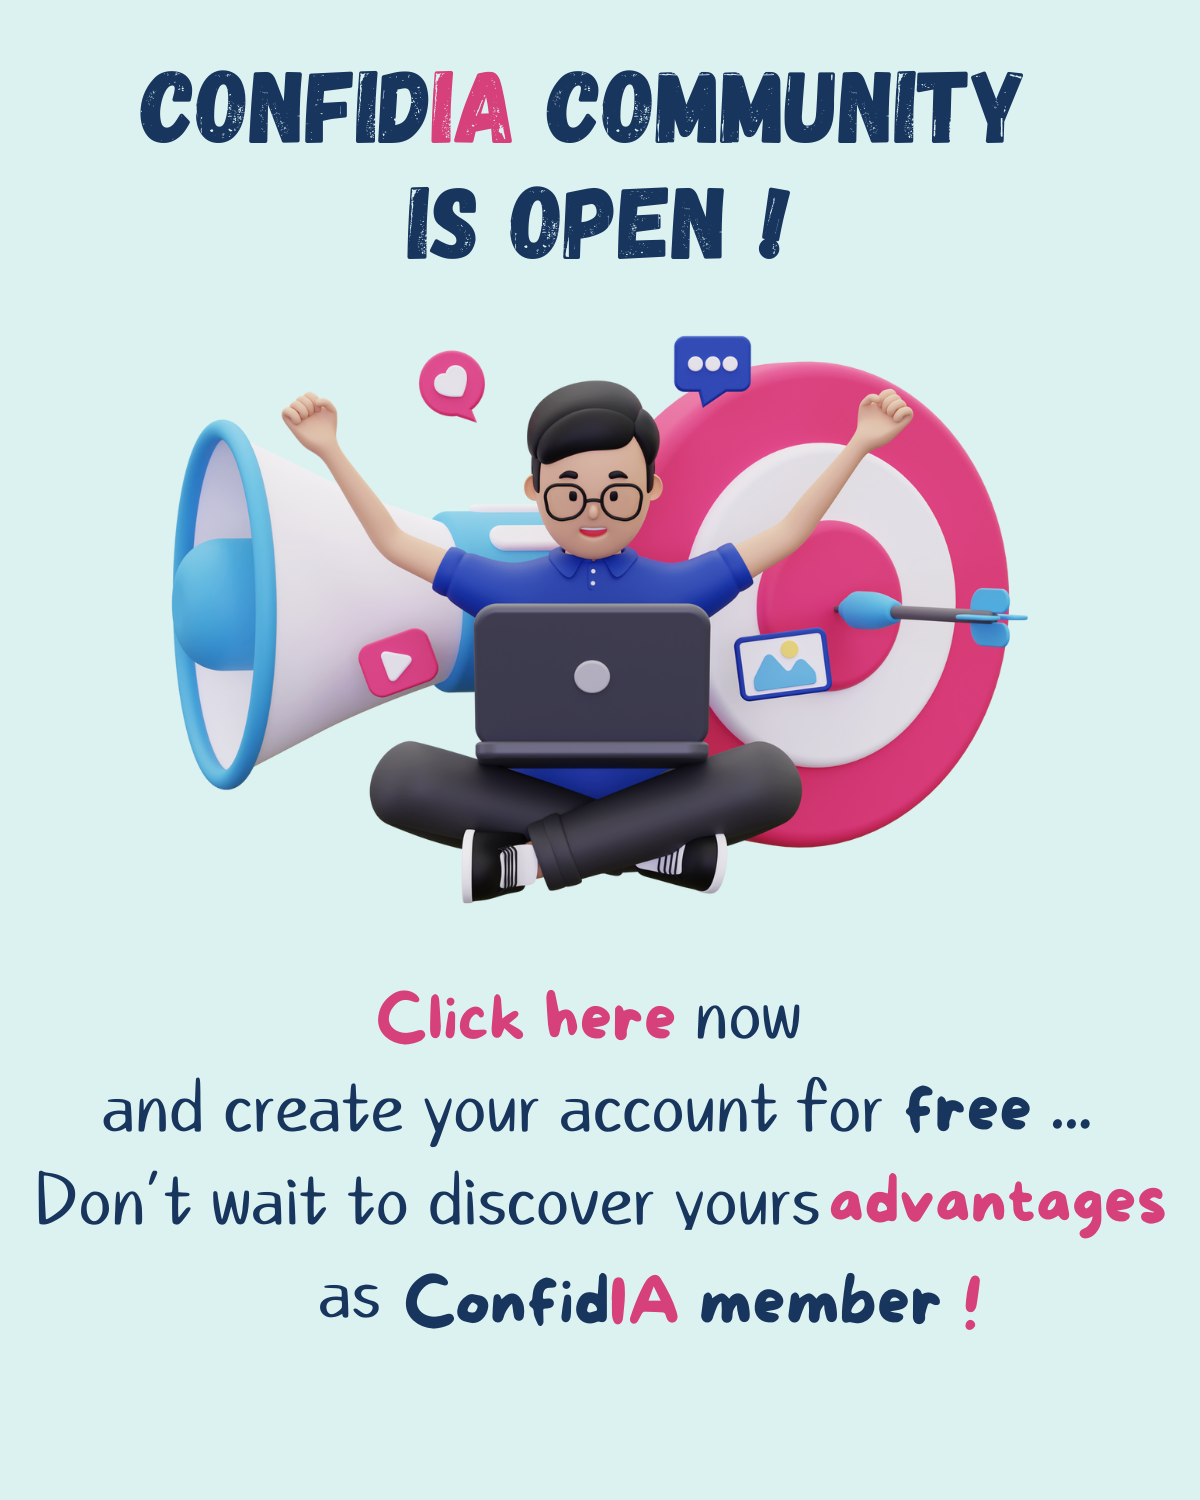 CONFIDIA COMMUNITY
IS OPEN !
Click here now
and create your account for free ...
Don't wait to discover yours advantages
as ConfidIA member !